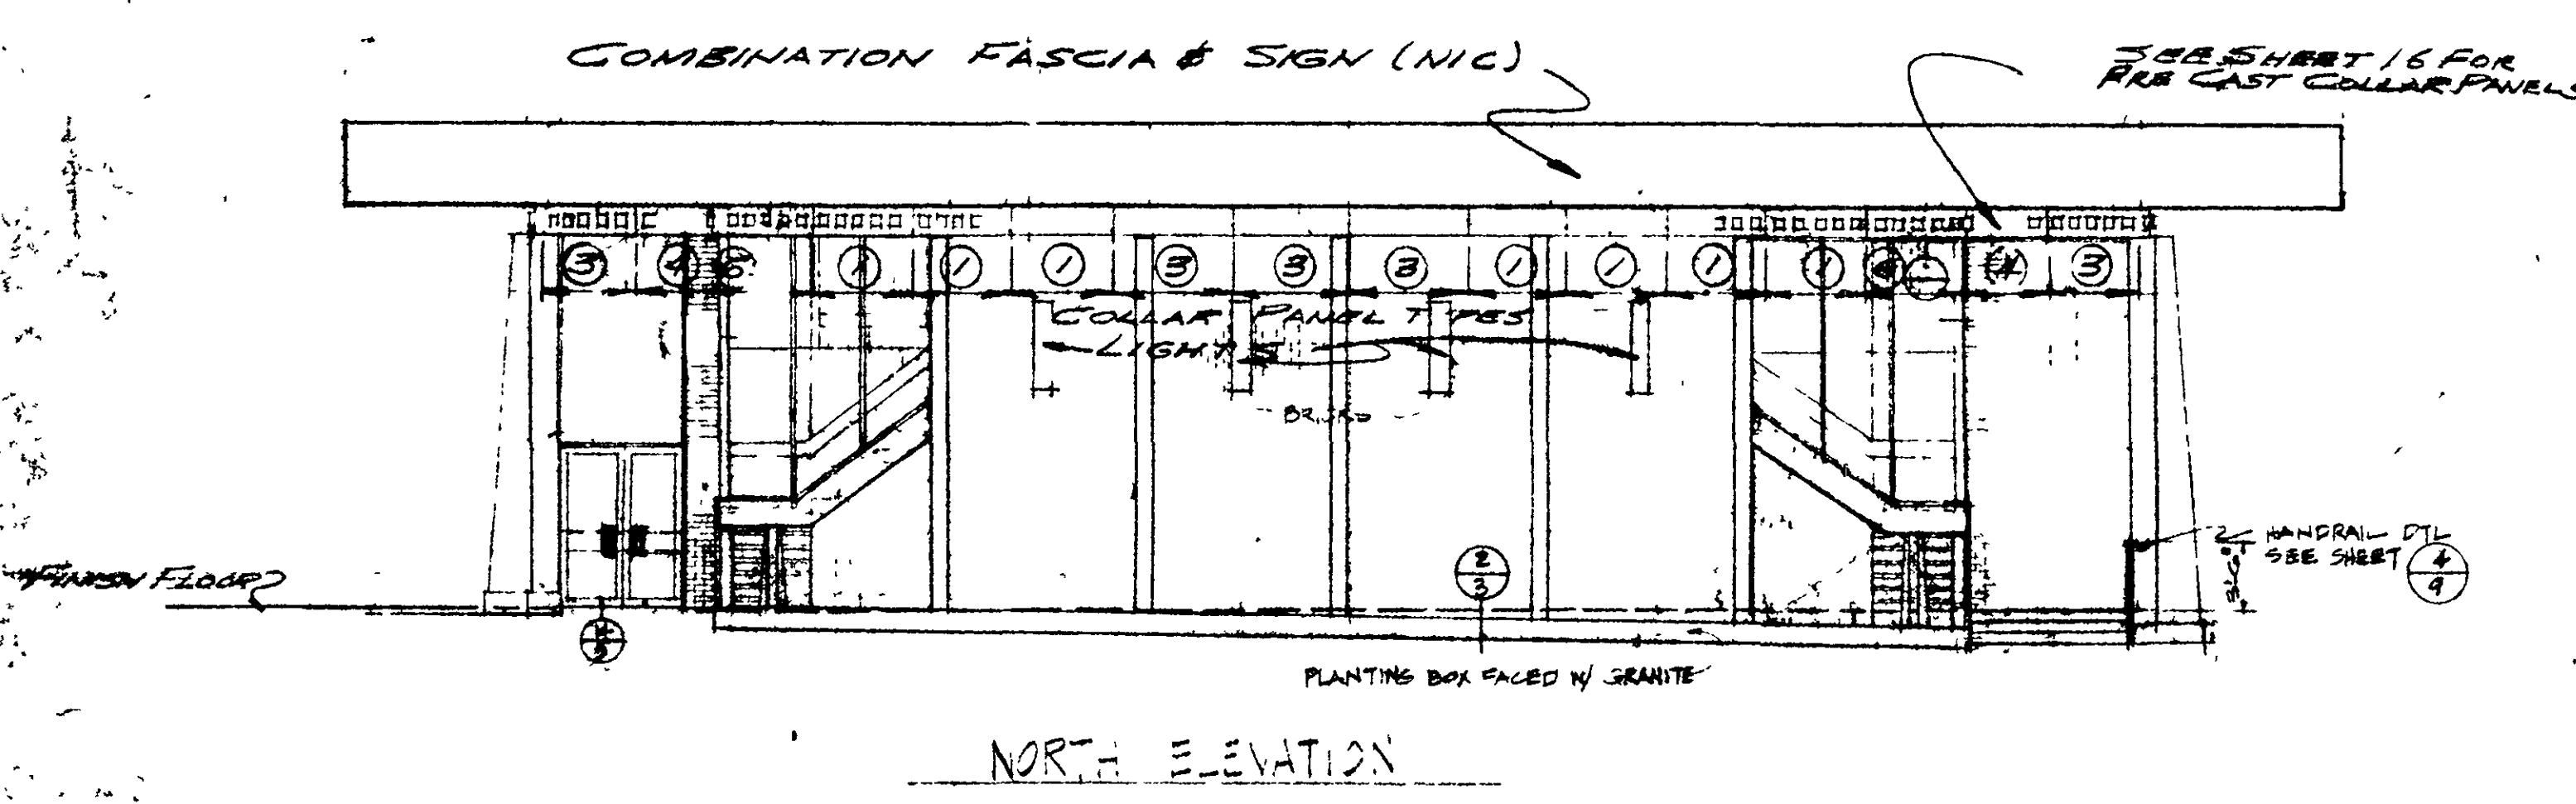 COMBINATION FASCIA & SIGN (NIC)
SEE SHEET 16 FOR
PRE CAST COLLAR PANELS
3 4 1 1 1 3 3 3 1 1 1 1 4 3
COLLAR PANEL TYPES
LIGHTS
HANDRAIL DTL
SEE SHEET
4
9
2
3
FINISH FLOOR
PLANTING BOX FACED W/ GRANITE
NORTH ELEVATION